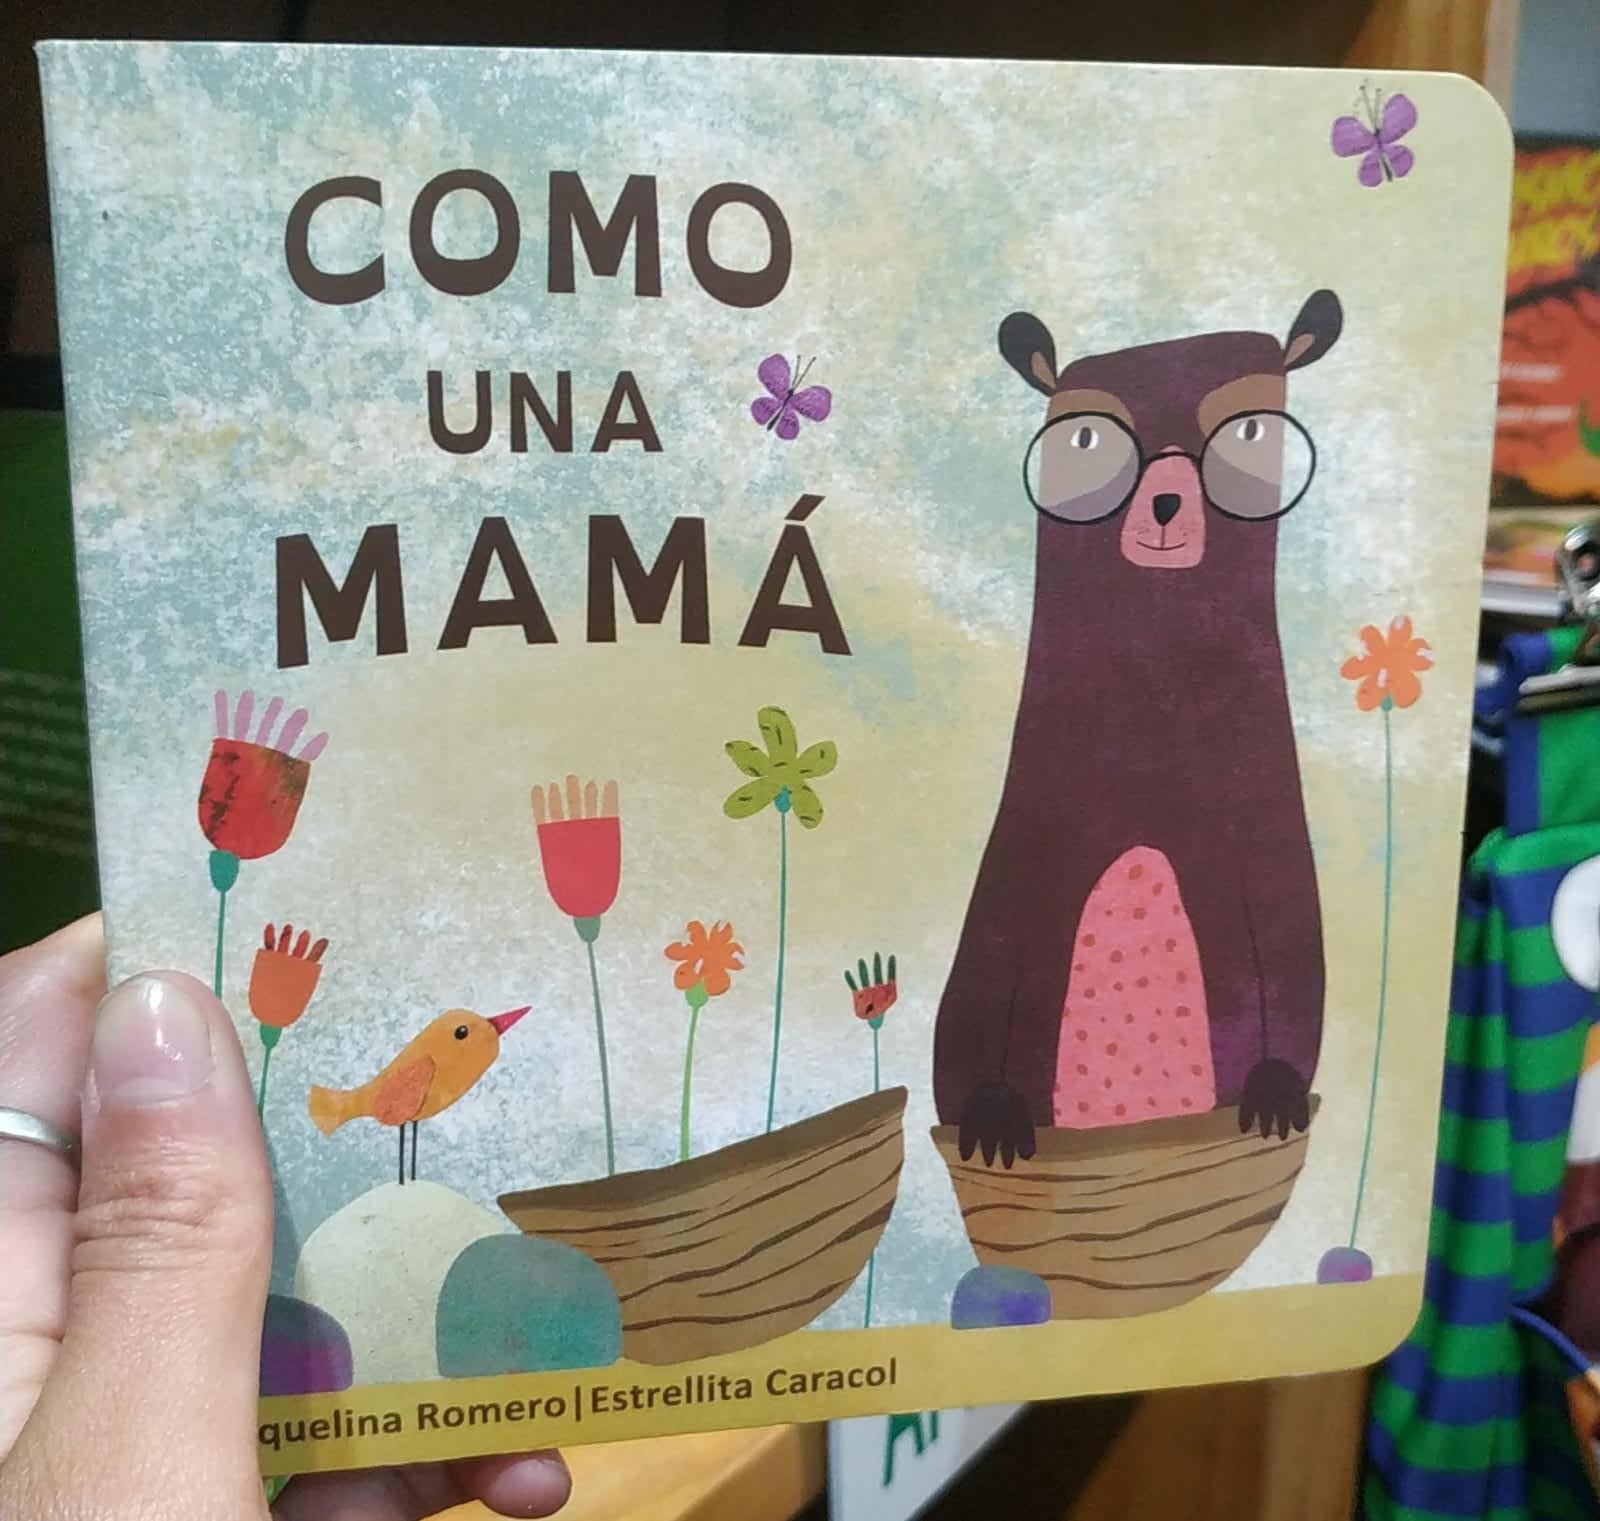 COMO
UNA
MAMÁ
quelina Romero|Estrellita Caracol